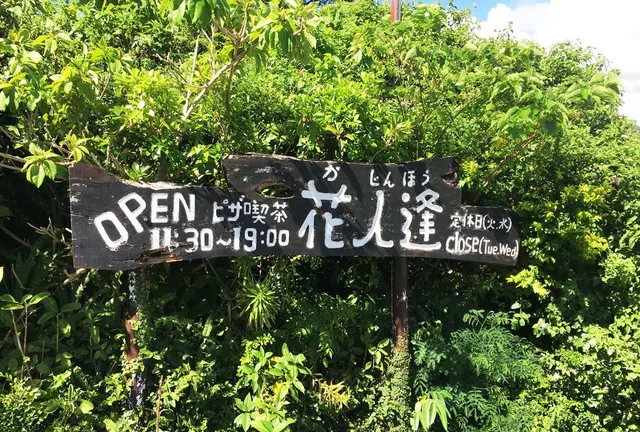 OPEN ピザ喫茶
11:30~19:00
か じんほう
花人逢
定休日(火.水)
close(Tue.Wed)